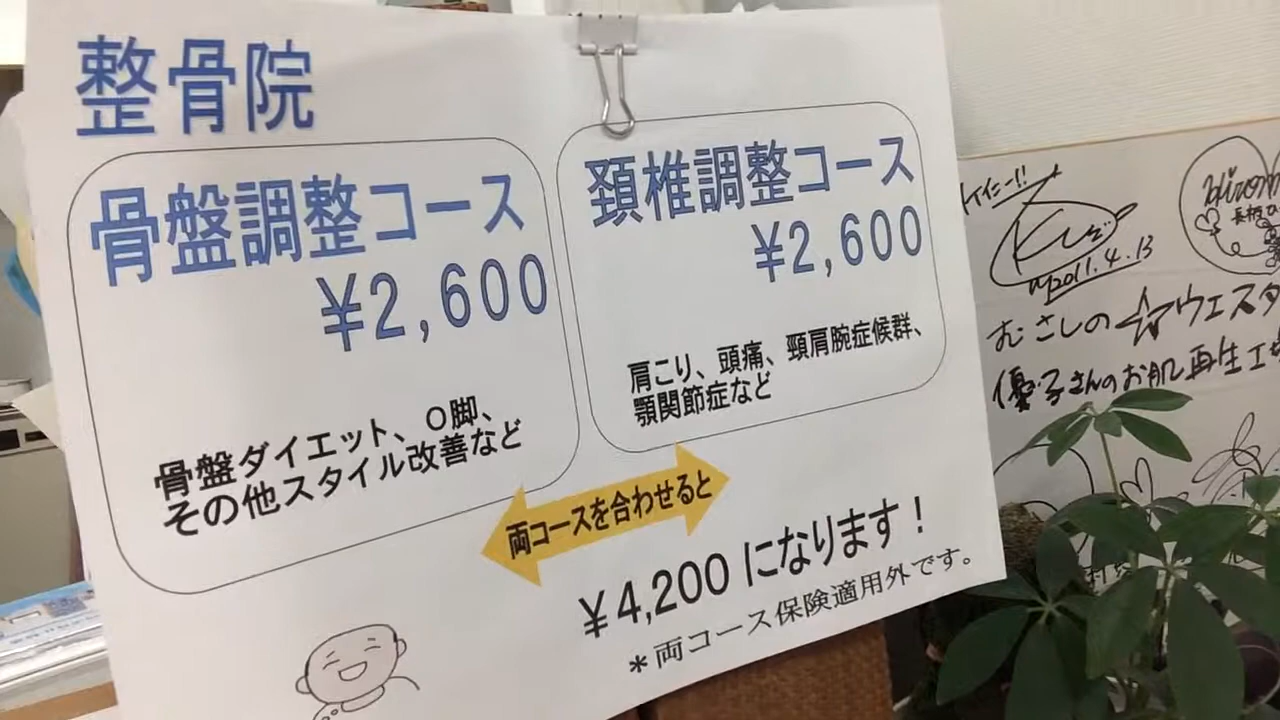 整骨院
骨盤調整コース
¥2,600
骨盤ダイエット、O脚、
その他スタイル改善など
頚椎調整コース
¥2,600
肩こり、頭痛、頸肩腕症候群、
顎関節症など
両コースを合わせると
¥4,200 になります！
*両コース保険適用外です。
2011.4.13
むさしの☆ウエスタ
優子さんのお肌再生工場